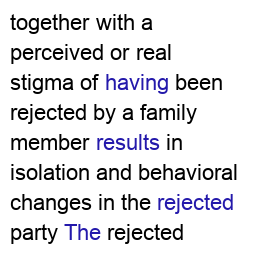 together with a
perceived or real
stigma of having been
rejected by a family
member results in
isolation and behavioral
changes in the rejected
party The rejected